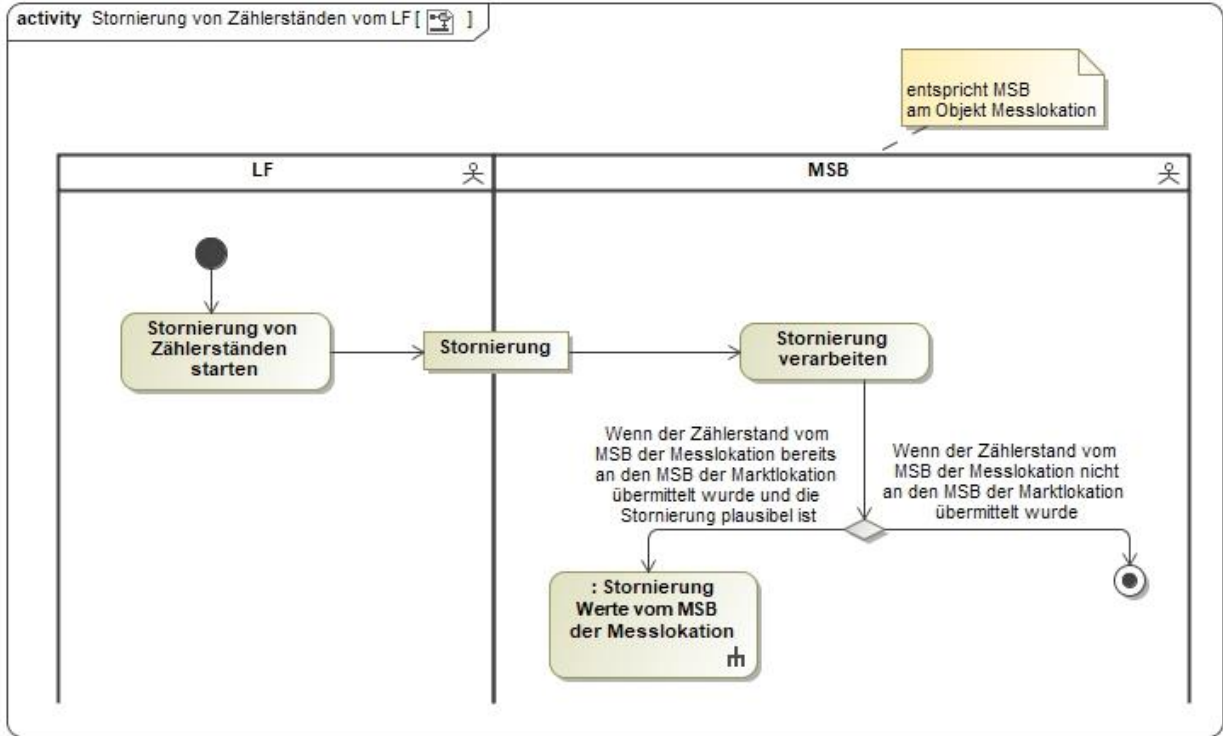 activity Stornierung von Zählerständen vom LF [ ]
entspricht MSB
am Objekt Messlokation
LF
MSB
Stornierung von
Zählerständen
starten
Stornierung
Stornierung
verarbeiten
Wenn der Zählerstand vom
MSB der Messlokation bereits
an den MSB der Marktlokation
übermittelt wurde und die
Stornierung plausibel ist
Wenn der Zählerstand vom
MSB der Messlokation nicht
an den MSB der Marktlokation
übermittelt wurde
: Stornierung
Werte vom MSB
der Messlokation